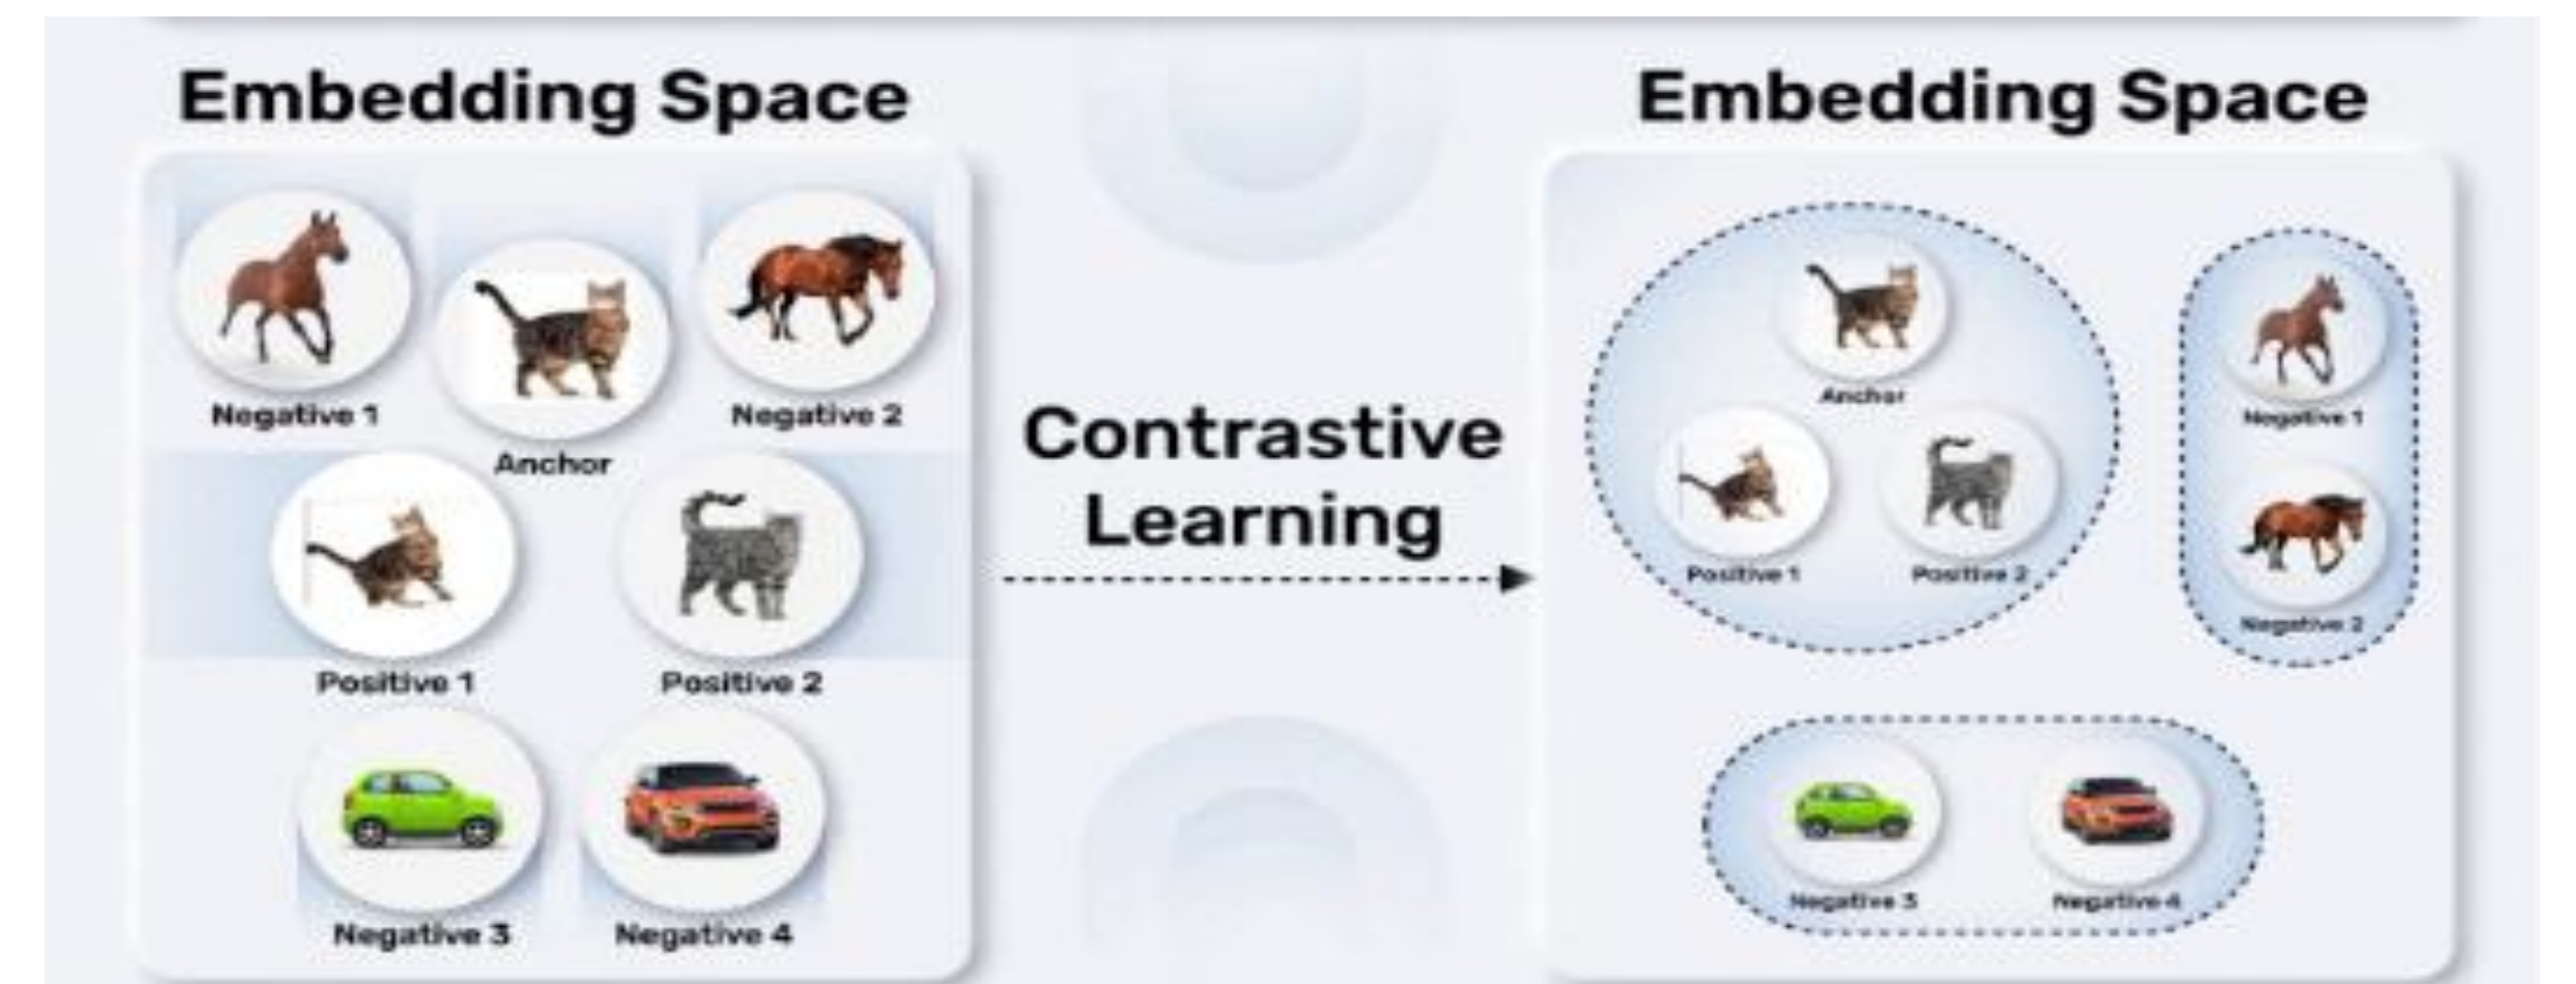 Embedding Space
Negative 1
Negative 2
Anchor
Positive 1
Positive 2
Negative 3
Negative 4
Contrastive
Learning
Embedding Space
Anchor
Positive 1
Positive 2
Negative 1
Negative 2
Negative 3
Negative 4